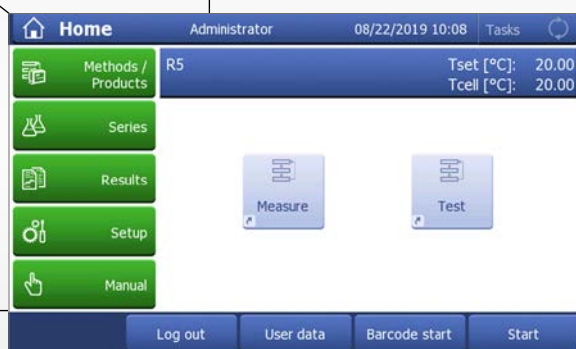 Home Administrator 08/22/2019 10:08 Tasks
Methods / Products
R5 Tset [°C]: 20.00
Tcell [°C]: 20.00
Series
Results
Setup
Manual
Measure
Test
Log out User data Barcode start Start